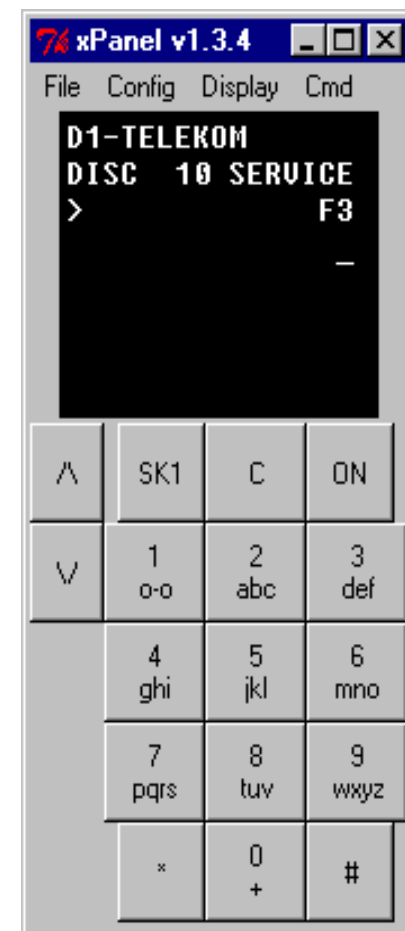 xPanel v1.3.4
File Config Display Cmd
D1-TELEKOM
DISC 10 SERVICE
> F3
_
/\ SK1 C ON
\/ 1 2 3
o-o abc def
4 5 6
ghi jkl mno
7 8 9
pqrs tuv wxyz
* 0 #
+